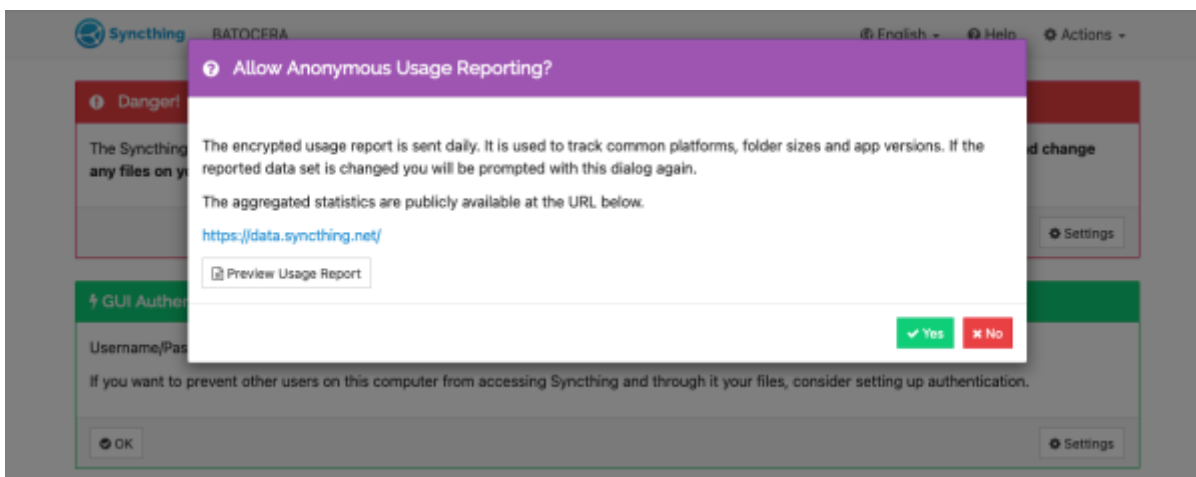 Syncthing BATOCERA English Help Actions
Allow Anonymous Usage Reporting?
Danger!
The encrypted usage report is sent daily. It is used to track common platforms, folder sizes and app versions. If the
The Syncthing
d change
reported data set is changed you will be prompted with this dialog again.
any files on
The aggregated statistics are publicly available at the URL below.
https://data.syncthing.net/
Settings
Preview Usage Report
GUI Authen
Yes No
Username/Pas
If you want to prevent other users on this computer from accessing Syncthing and through it your files, consider setting up authentication.
OK Settings